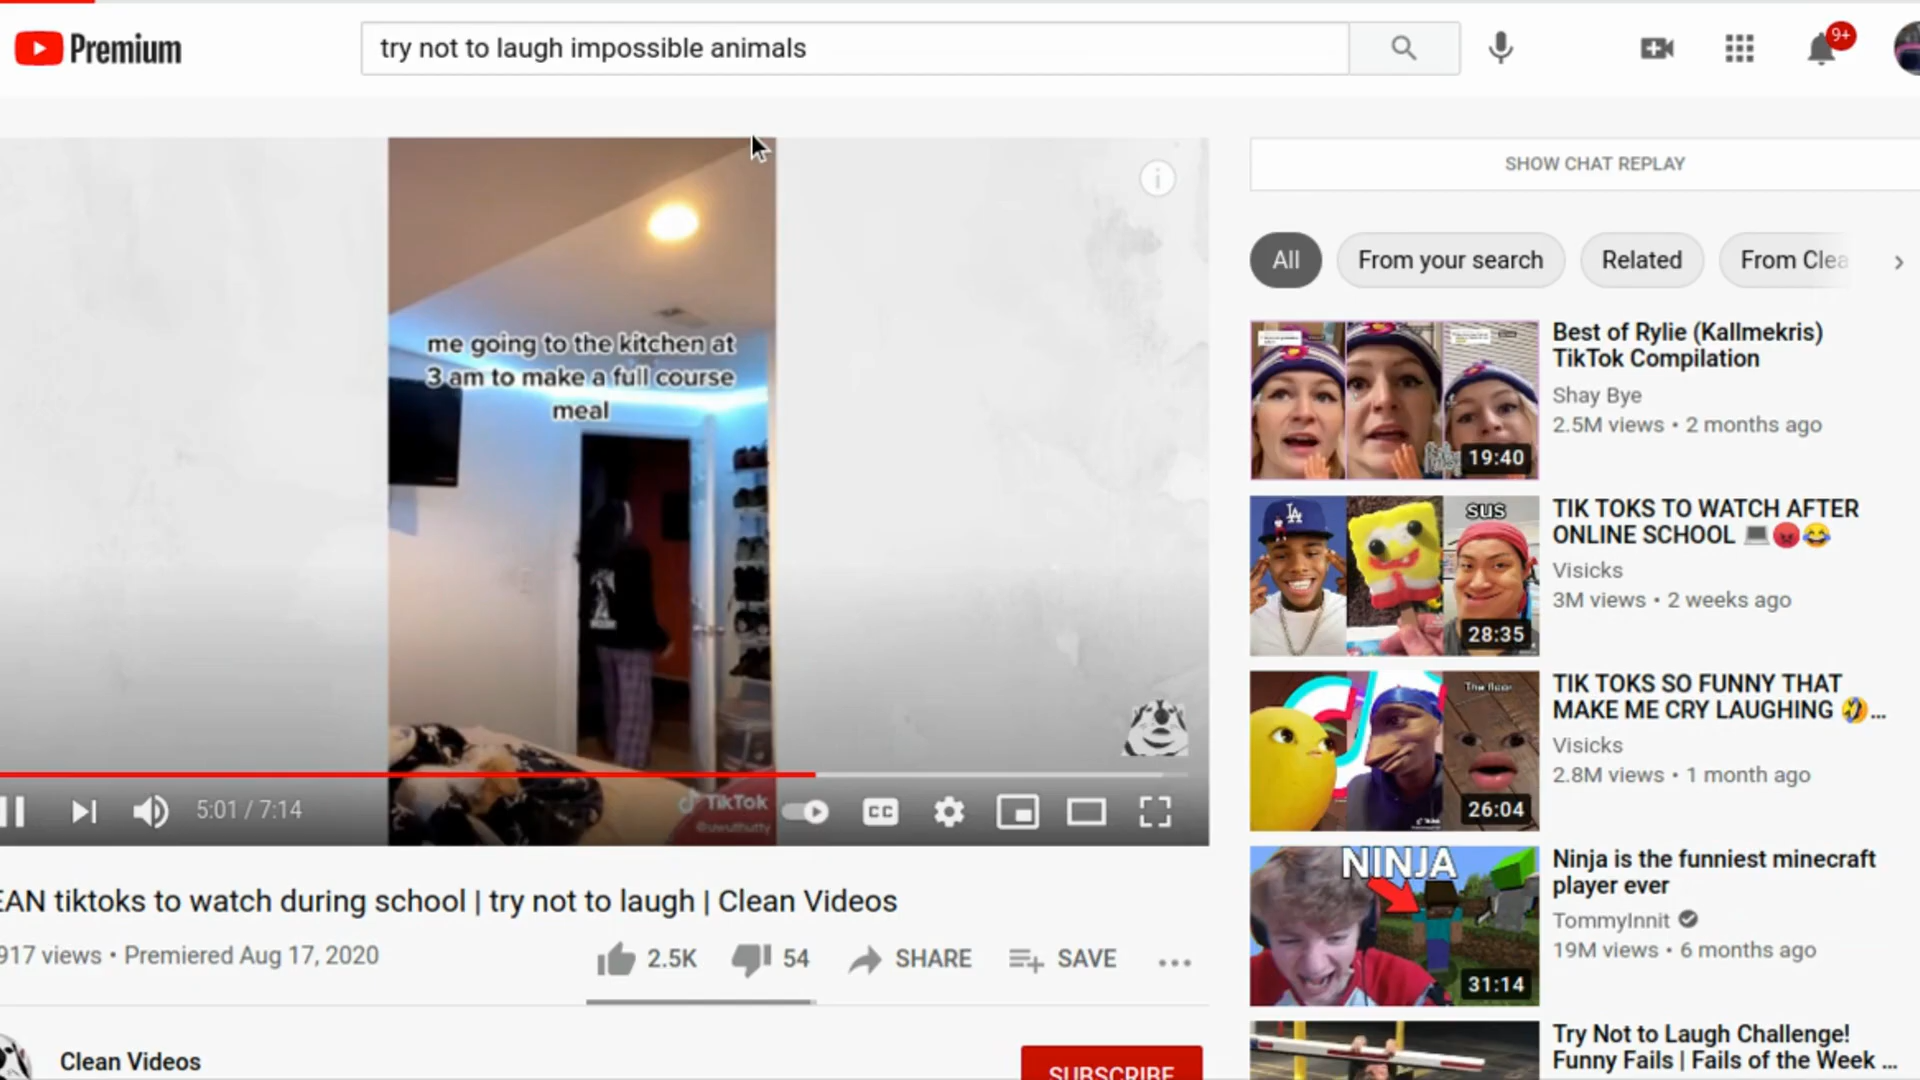 Premium
try not to laugh impossible animals
9+
SHOW CHAT REPLAY
All
From your search
Related
From Clea
me going to the kitchen at
3 am to make a full course
meal
TikTok
@uwuthutty
5:01 / 7:14
CC
EAN tiktoks to watch during school | try not to laugh | Clean Videos
917 views • Premiered Aug 17, 2020
2.5K
54
SHARE
SAVE
Clean Videos
SUBSCRIBE
19:40
Best of Rylie (Kallmekris)
TikTok Compilation
Shay Bye
2.5M views • 2 months ago
LA
SUS
28:35
TIK TOKS TO WATCH AFTER
ONLINE SCHOOL 💻😡😂
Visicks
3M views • 2 weeks ago
The floor
26:04
TIK TOKS SO FUNNY THAT
MAKE ME CRY LAUGHING 🤣...
Visicks
2.8M views • 1 month ago
NINJA
31:14
Ninja is the funniest minecraft
player ever
TommyInnit
19M views • 6 months ago
Try Not to Laugh Challenge!
Funny Fails | Fails of the Week ...